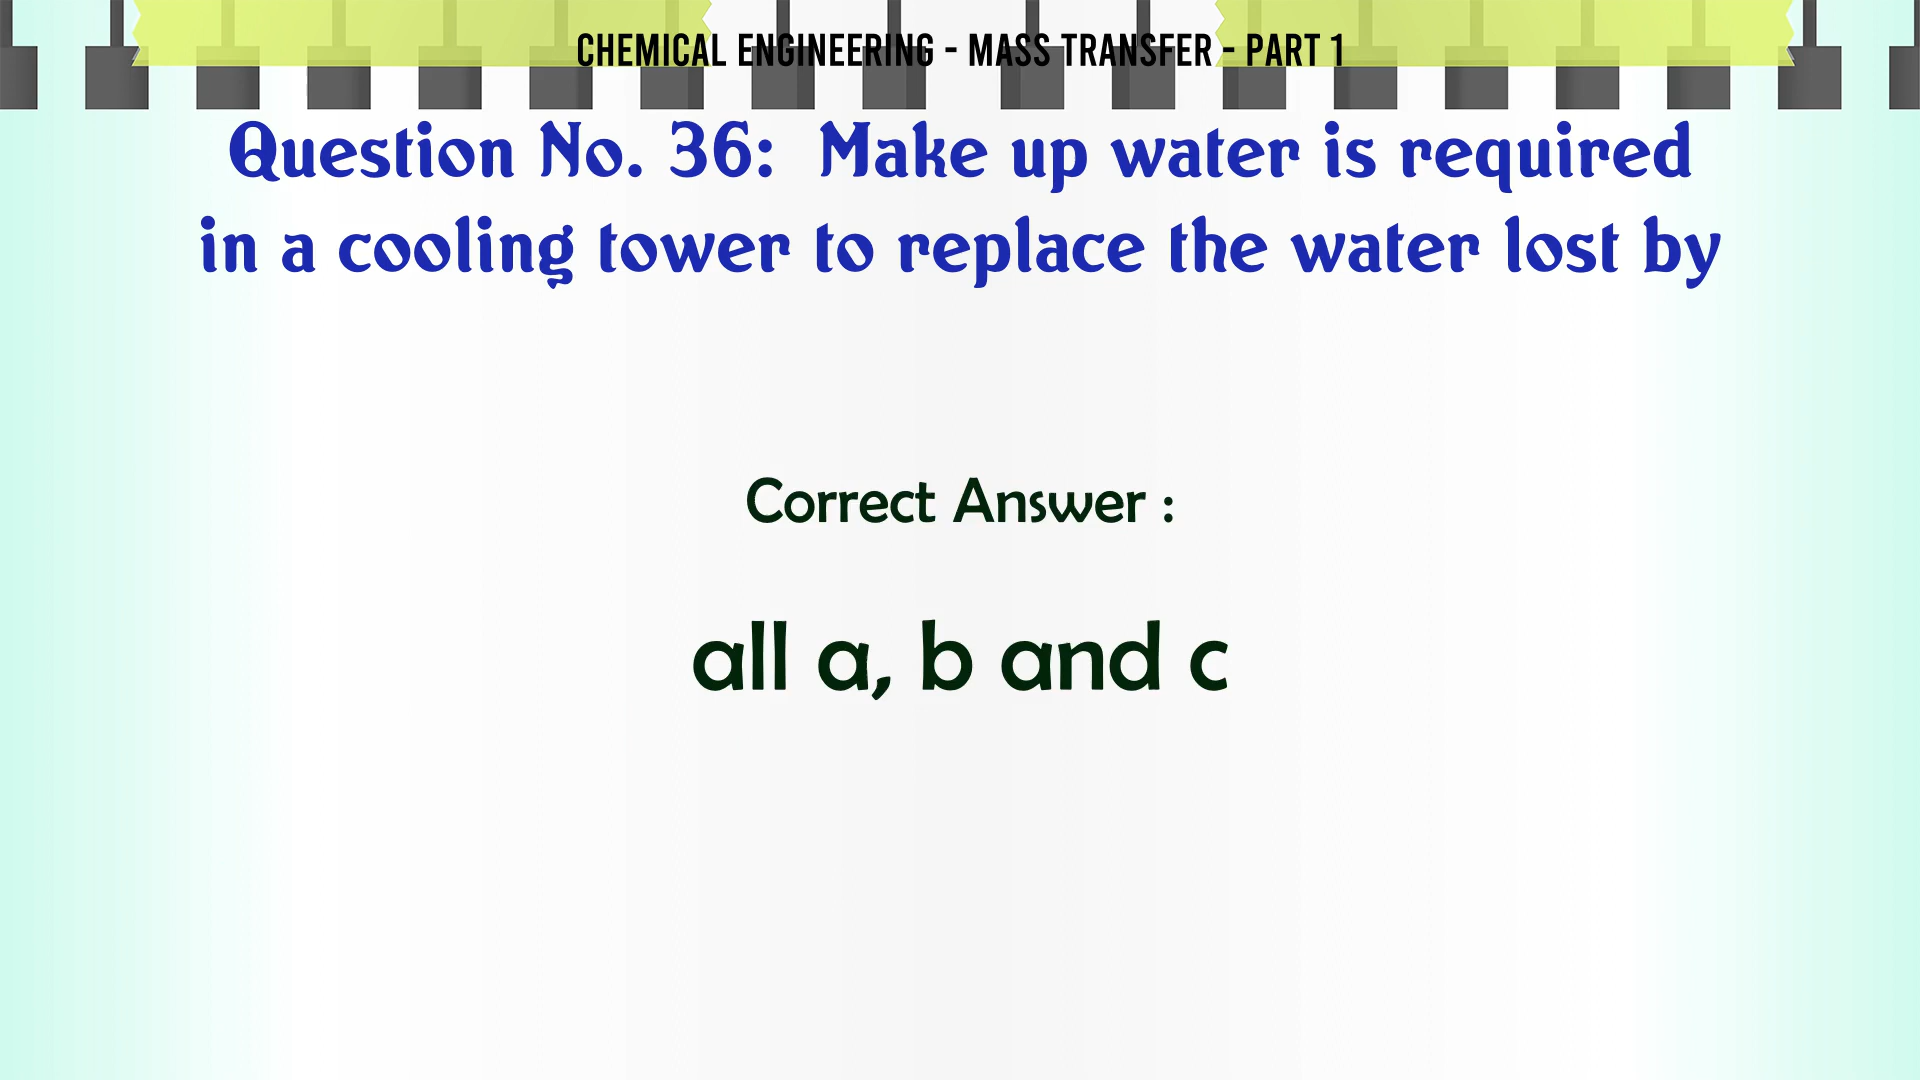 CHEMICAL ENGINEERING - MASS TRANSFER - PART 1
Question No. 36: Make up water is required
in a cooling tower to replace the water lost by
Correct Answer :
all a, b and c